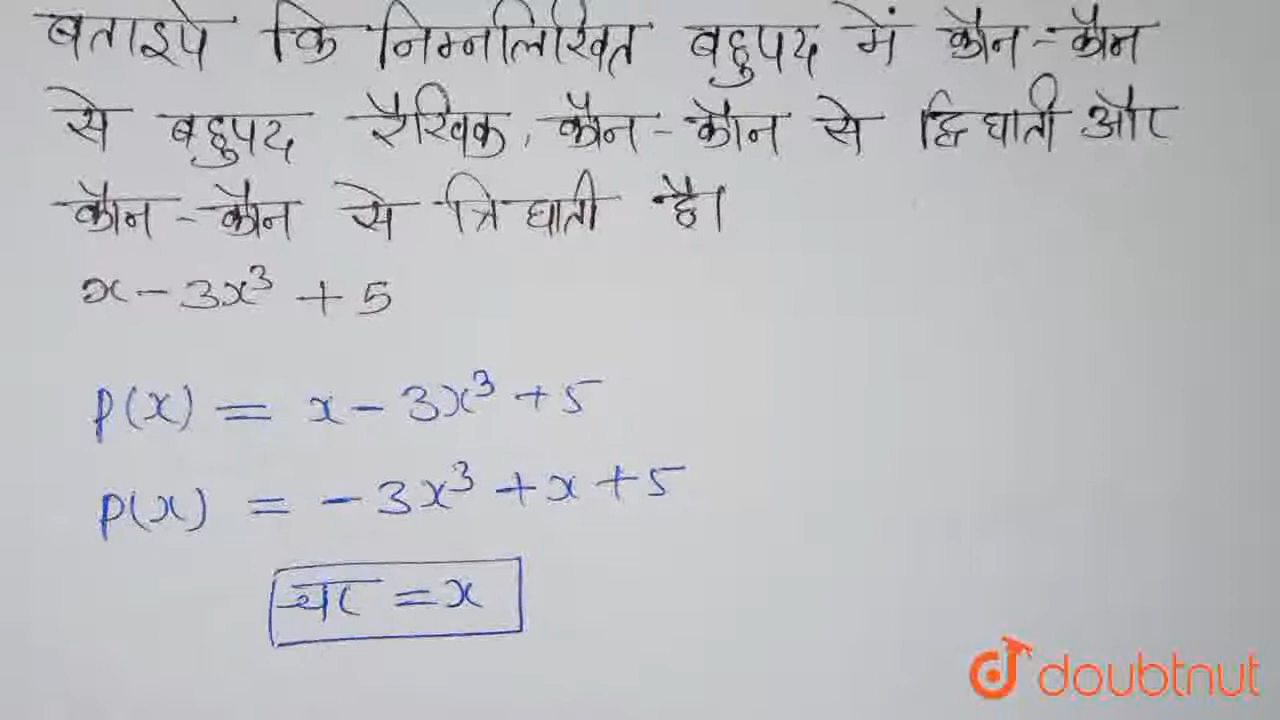 बताइये कि निम्नलिखित बहुपद में कौन-कौन
से बहुपद रैखिक, कौन-कौन से द्विघाती और
कौन-कौन से त्रिघाती है।
x - 3x³ + 5
p(x) = x - 3x³ + 5
p(x) = - 3x³ + x + 5
चर = x
doubtnut